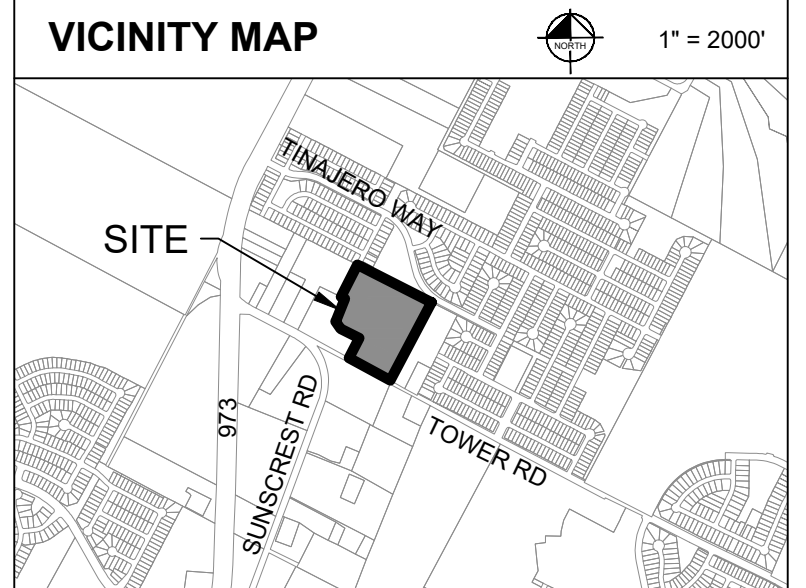 VICINITY MAP
NORTH
1" = 2000'
TINAJERO WAY
SITE
973
SUNSCREST RD
TOWER RD